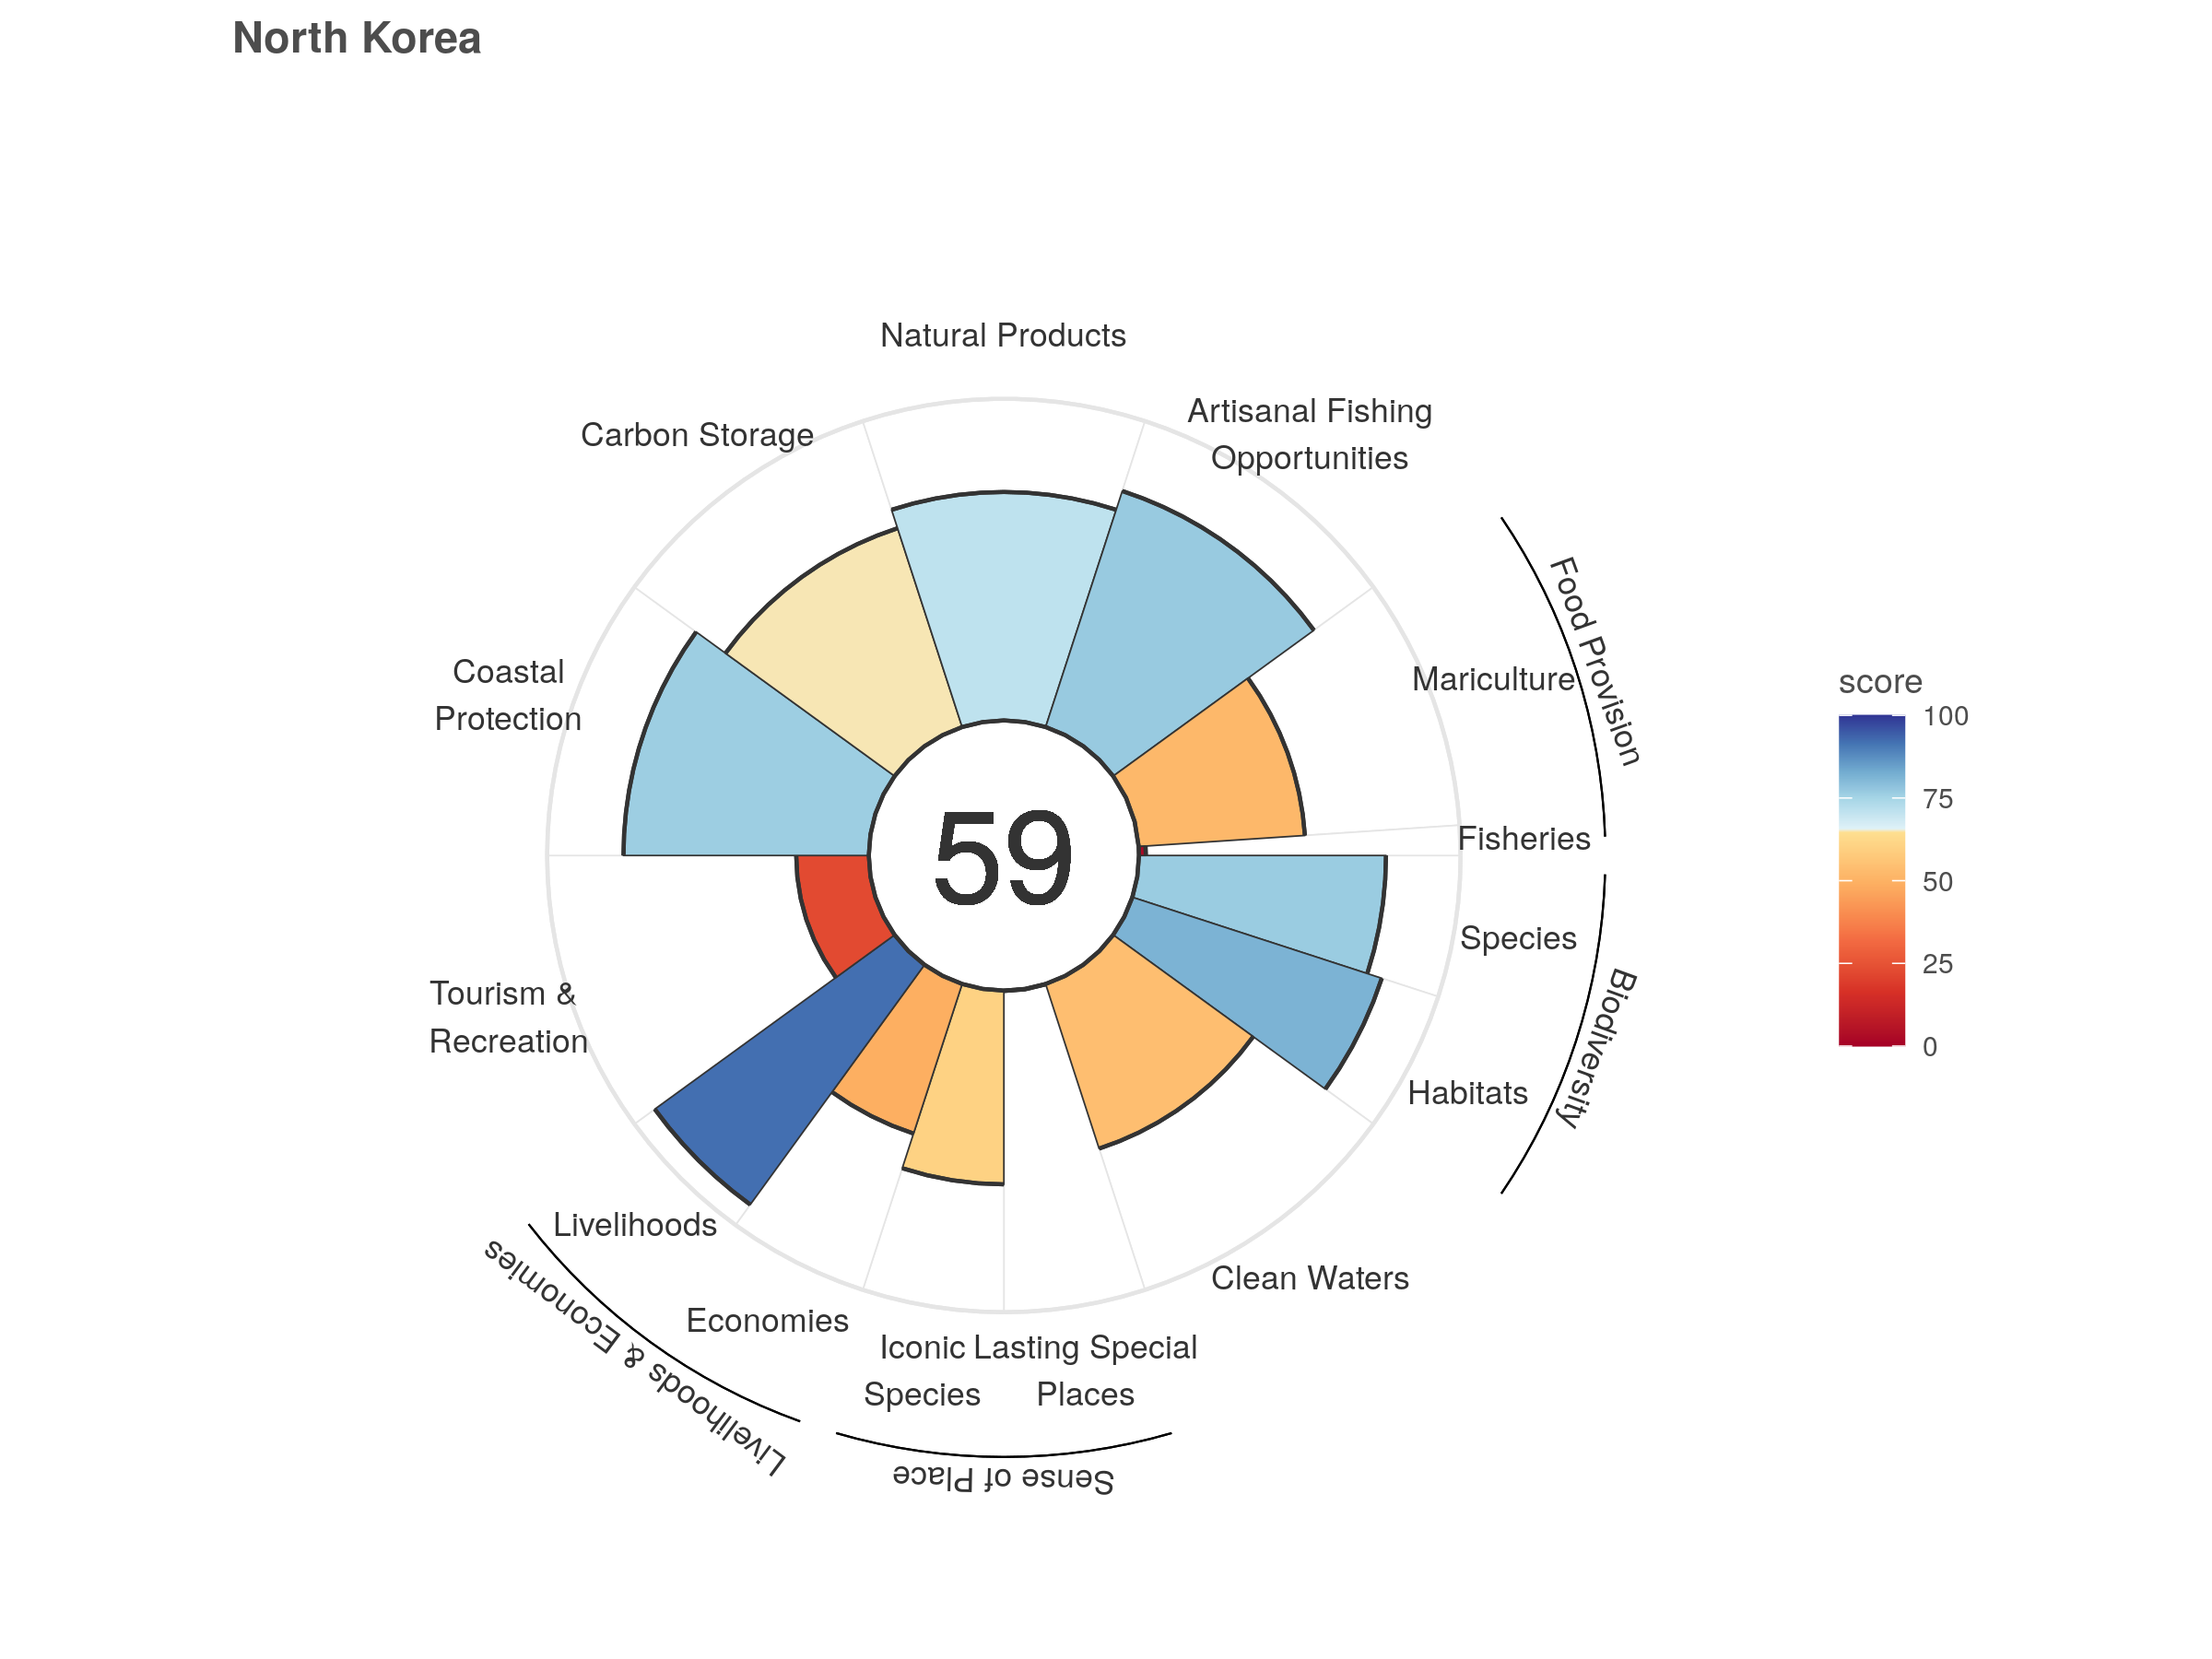 North Korea
Natural Products
Artisanal Fishing
Opportunities
Carbon Storage
Food Provision
Mariculture
Coastal
Protection
score
100
75
50
25
0
59
Fisheries
Species
Biodiversity
Habitats
Tourism &
Recreation
Livelihoods
Livelihoods & Economies
Economies
Clean Waters
Iconic
Species
Lasting Special
Places
Sense of Place